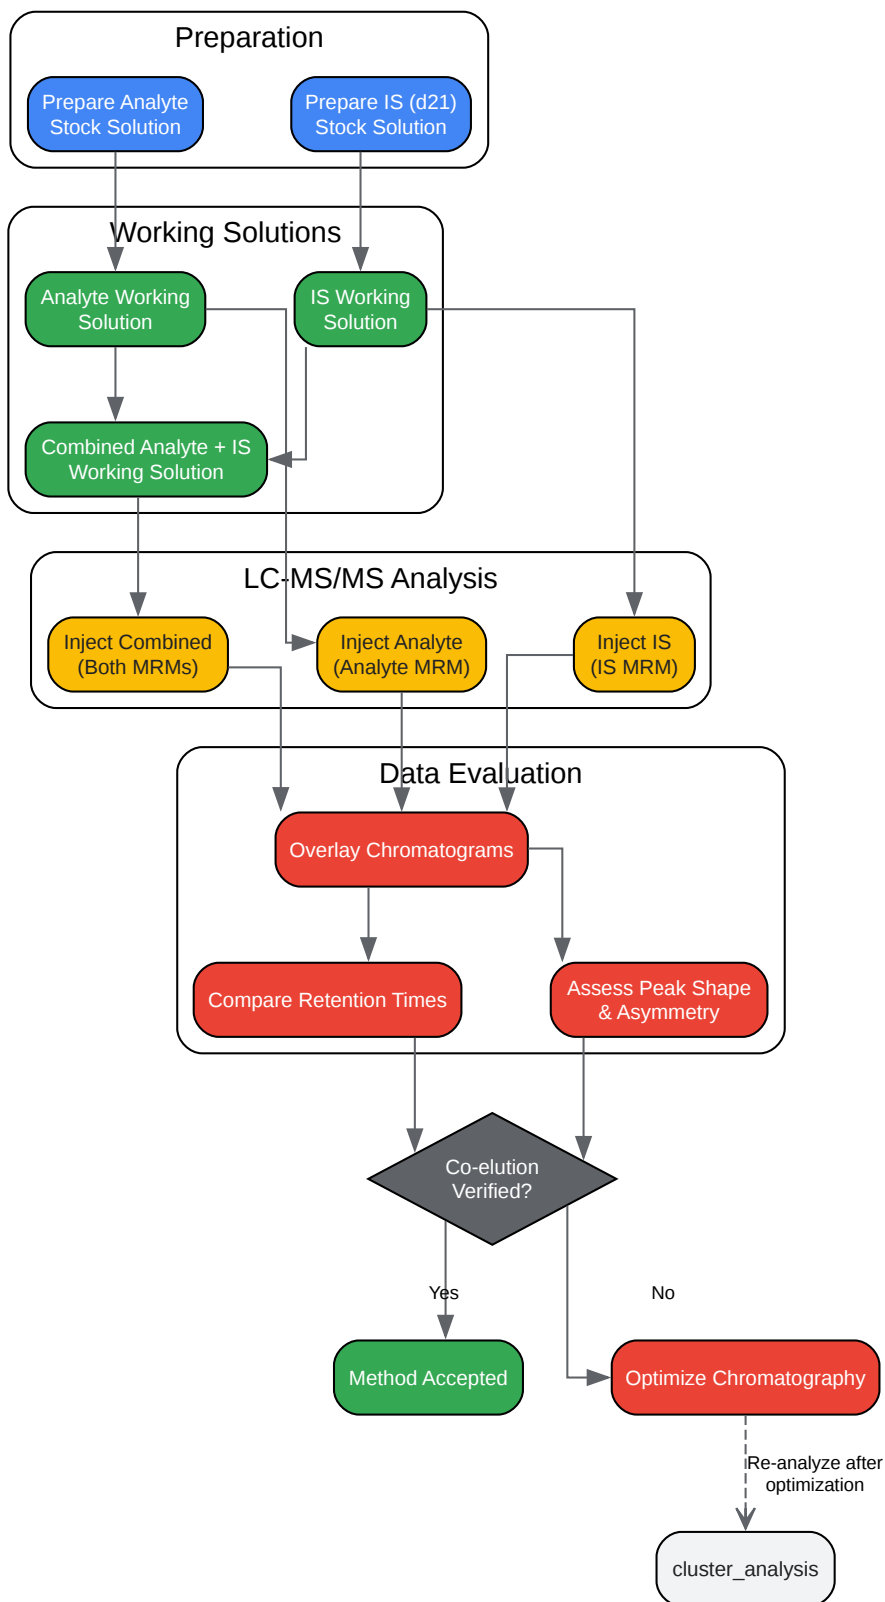 Preparation
Prepare Analyte
Stock Solution
Prepare IS (d21)
Stock Solution
Working Solutions
Analyte Working
Solution
IS Working
Solution
Combined Analyte + IS
Working Solution
LC-MS/MS Analysis
Inject Combined
(Both MRMs)
Inject Analyte
(Analyte MRM)
Inject IS
(IS MRM)
Data Evaluation
Overlay Chromatograms
Compare Retention Times
Assess Peak Shape
& Asymmetry
Co-elution
Verified?
Yes
No
Method Accepted
Optimize Chromatography
Re-analyze after
optimization
cluster_analysis